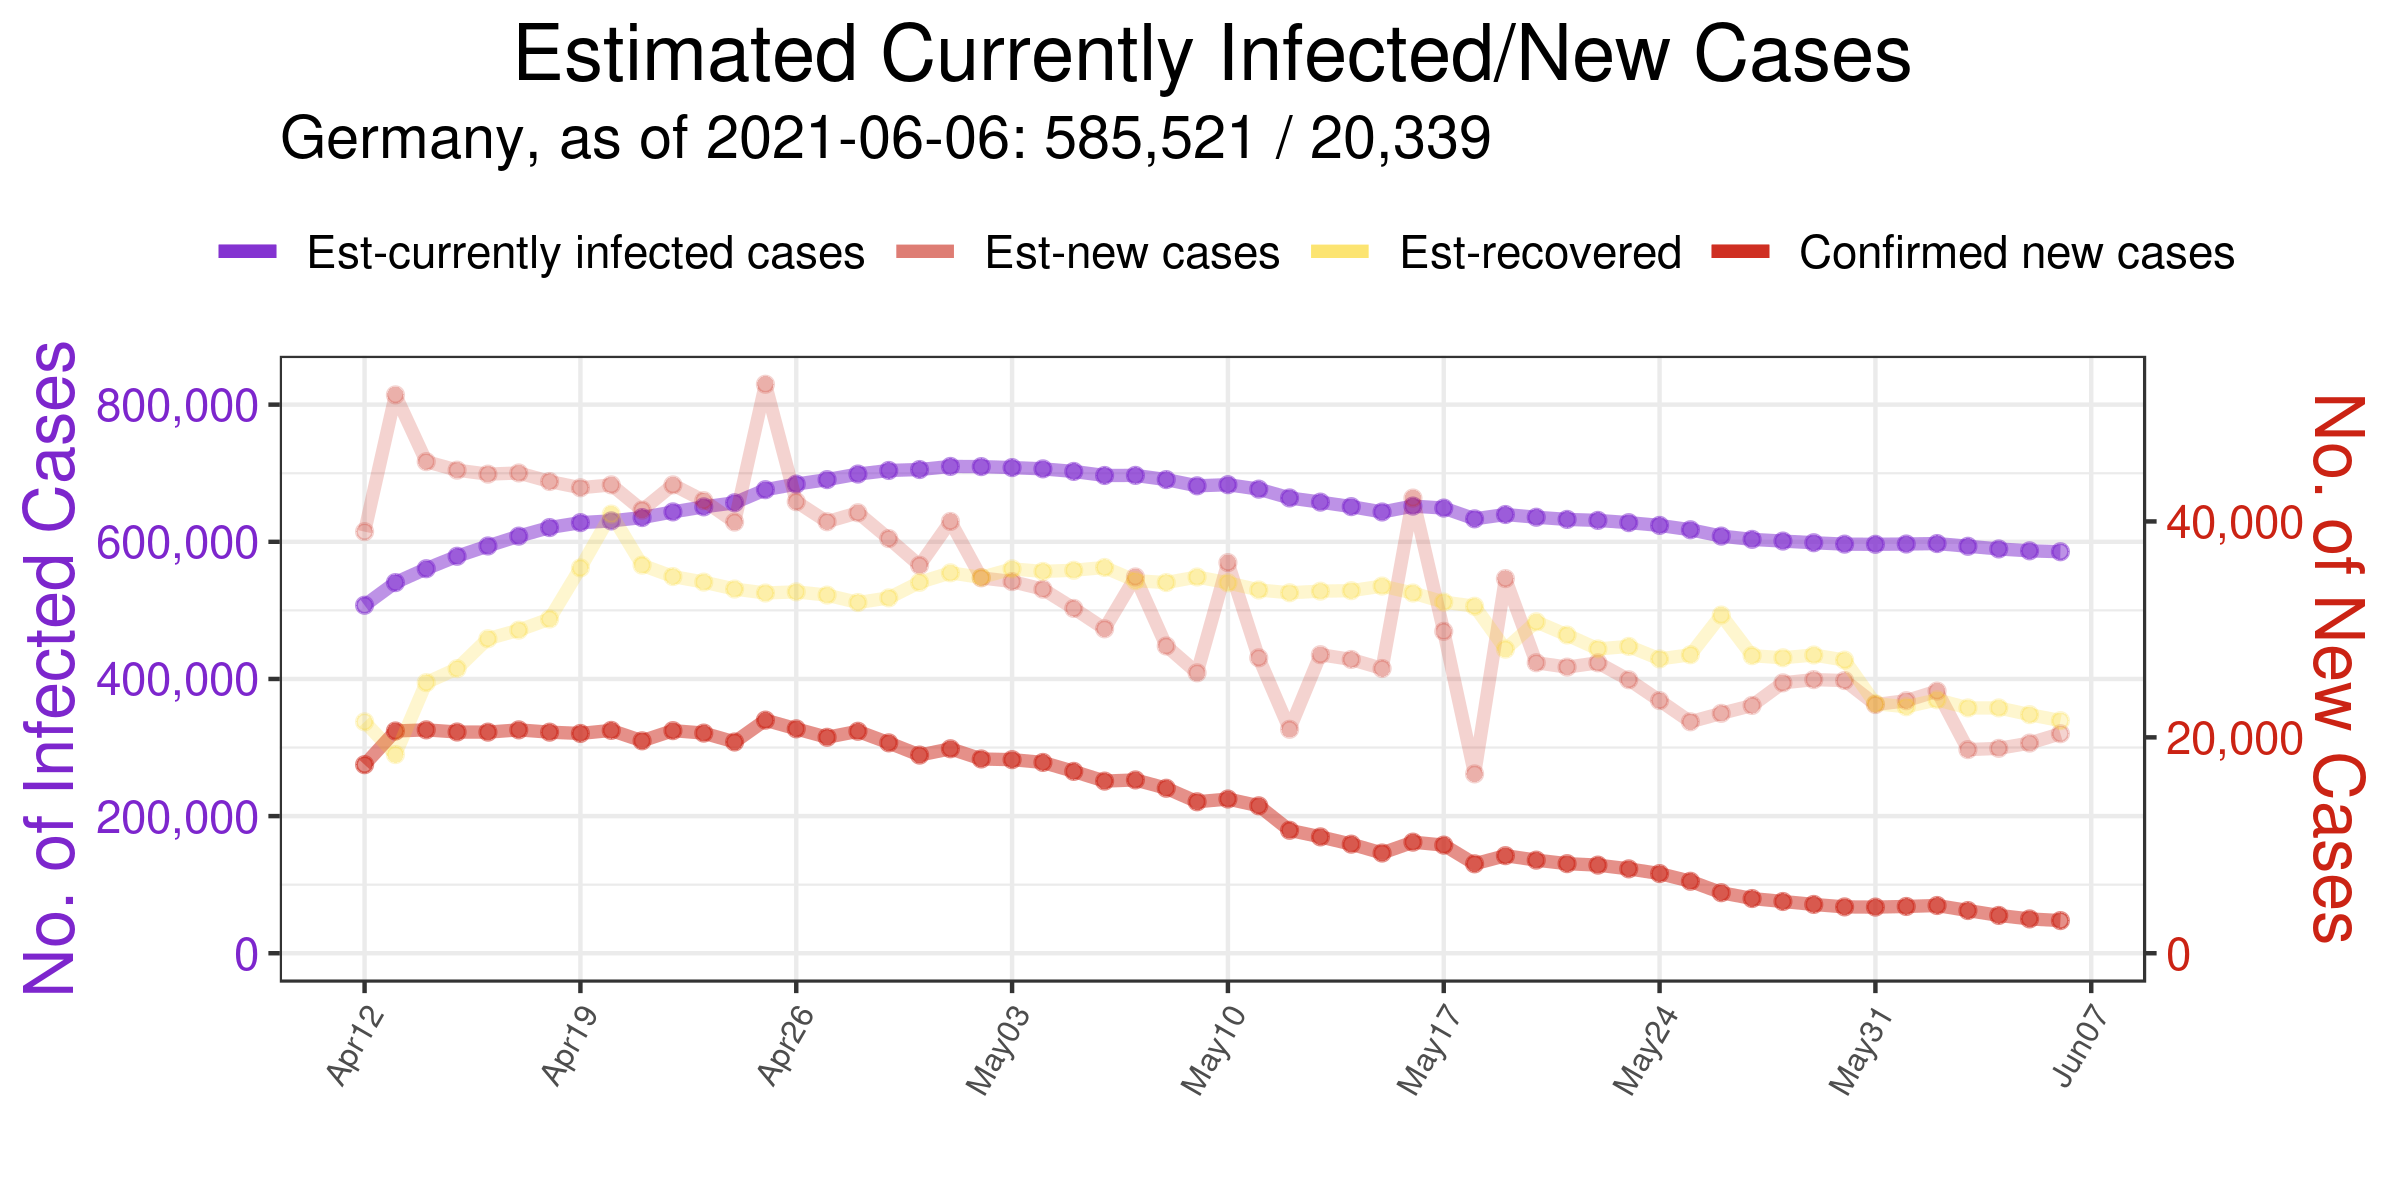 Estimated Currently Infected/New Cases
Germany, as of 2021-06-06: 585,521 / 20,339
Est-currently infected cases Est-new cases Est-recovered Confirmed new cases
No. of Infected Cases
800,000
600,000
400,000
200,000
0
40,000
20,000
0
No. of New Cases
Apr12 Apr19 Apr26 May03 May10 May17 May24 May31 Jun07